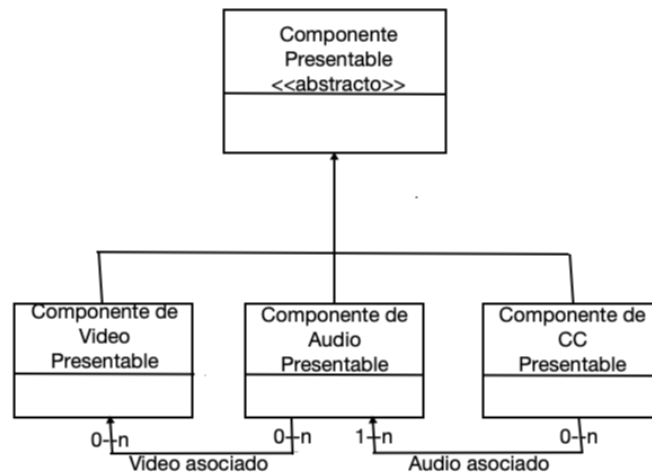 Componente
Presentable
<<abstracto>>
Componente de
Video
Presentable
Componente de
Audio
Presentable
Componente de
CC
Presentable
0--n
0--n
1--n
0--n
Video asociado
Audio asociado